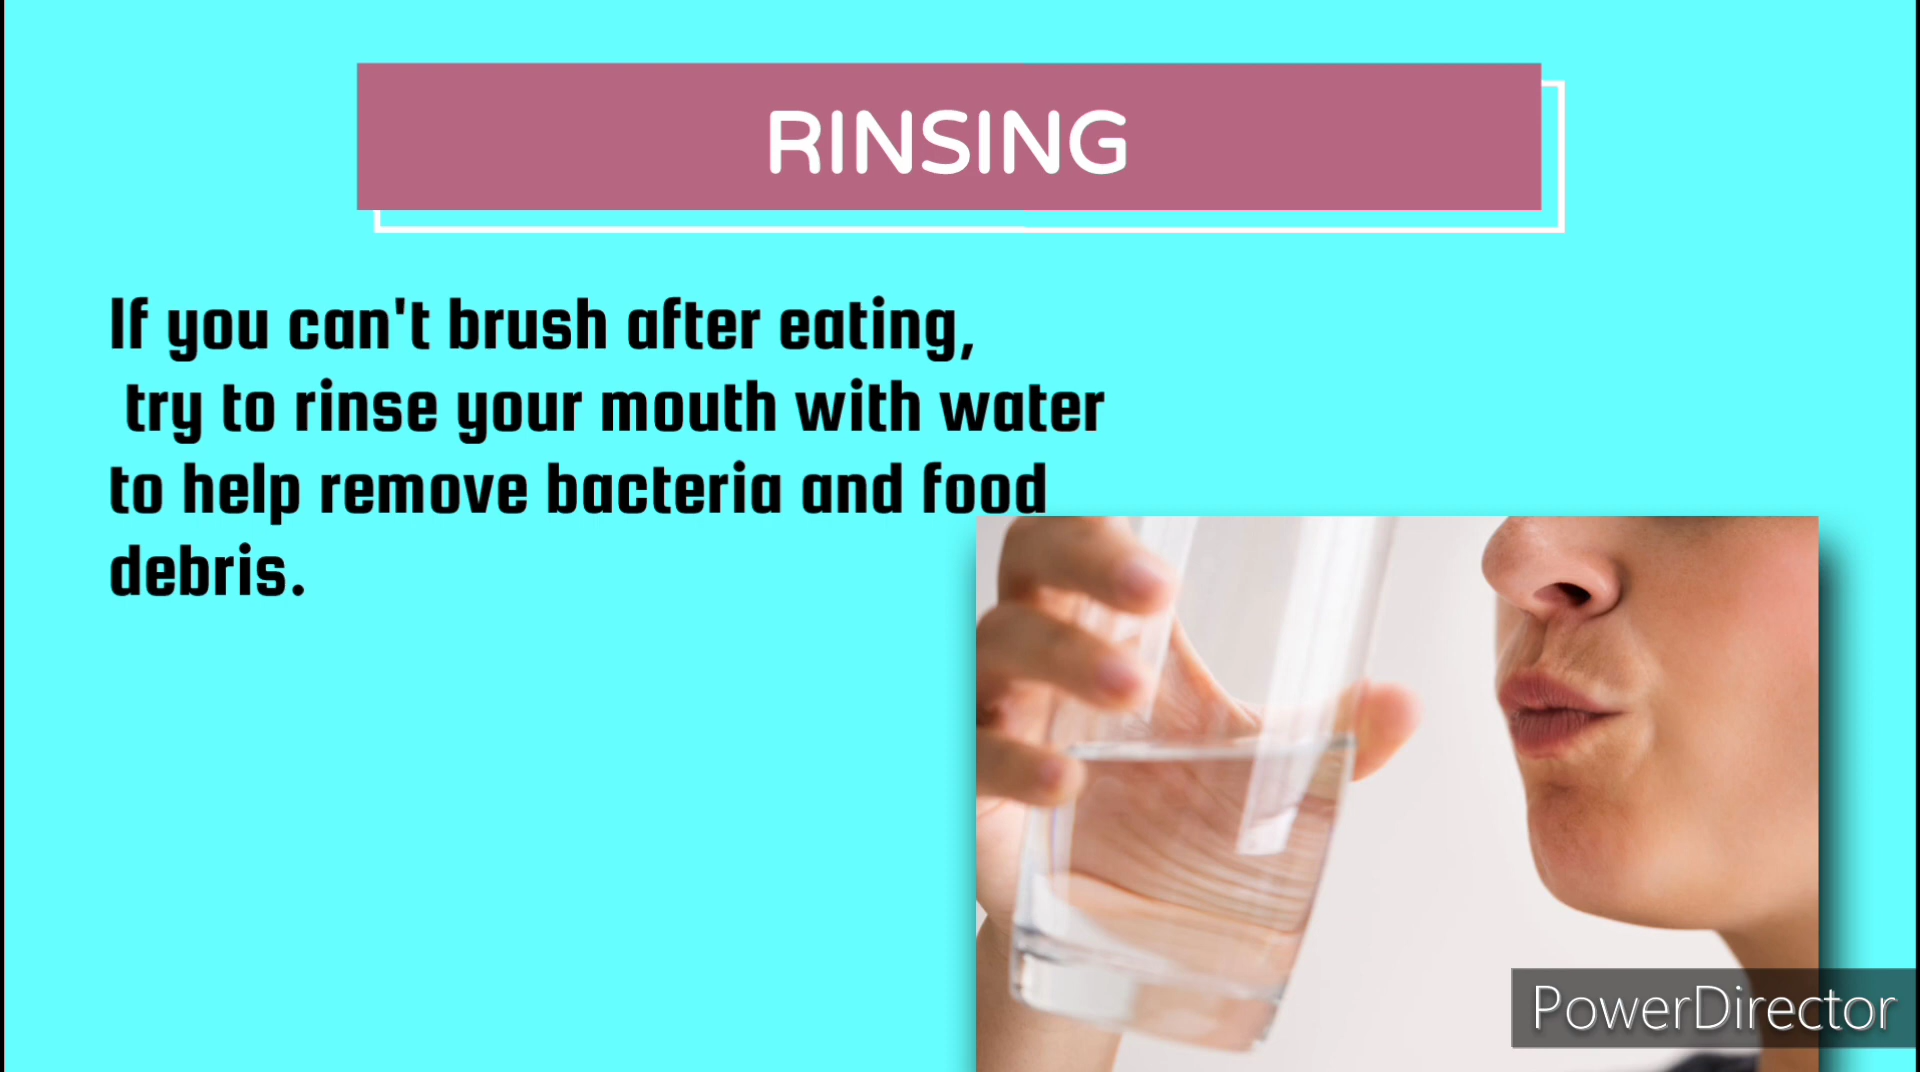 RINSING
If you can't brush after eating,
try to rinse your mouth with water
to help remove bacteria and food
debris.
PowerDirector